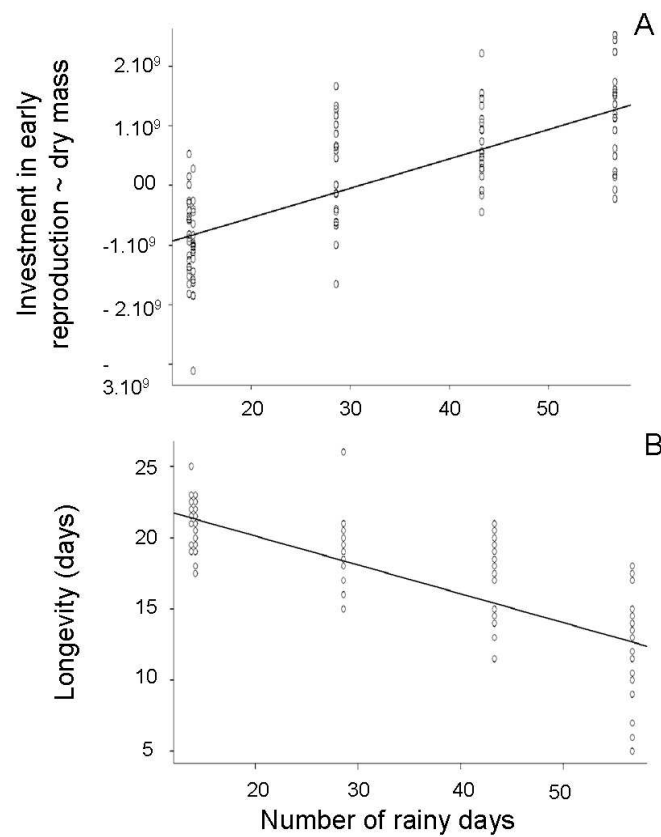 A
Investment in early
reproduction ~ dry mass
2.10⁹
1.10⁹
00
-1.10⁹
- 2.10⁹
-
3.10⁹
20 30 40 50
B
Longevity (days)
25
20
15
10
5
20 30 40 50
Number of rainy days